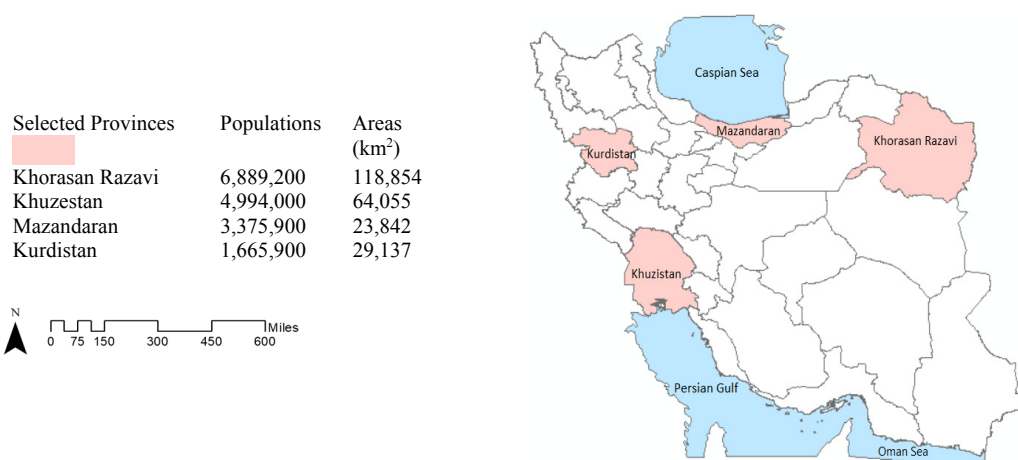 Selected Provinces Populations Areas
(km²)
Khorasan Razavi 6,889,200 118,854
Khuzestan 4,994,000 64,055
Mazandaran 3,375,900 23,842
Kurdistan 1,665,900 29,137
N
Miles
0 75 150 300 450 600
Caspian Sea
Mazandaran
Khorasan Razavi
Kurdistan
Khuzistan
Persian Gulf
Oman Sea